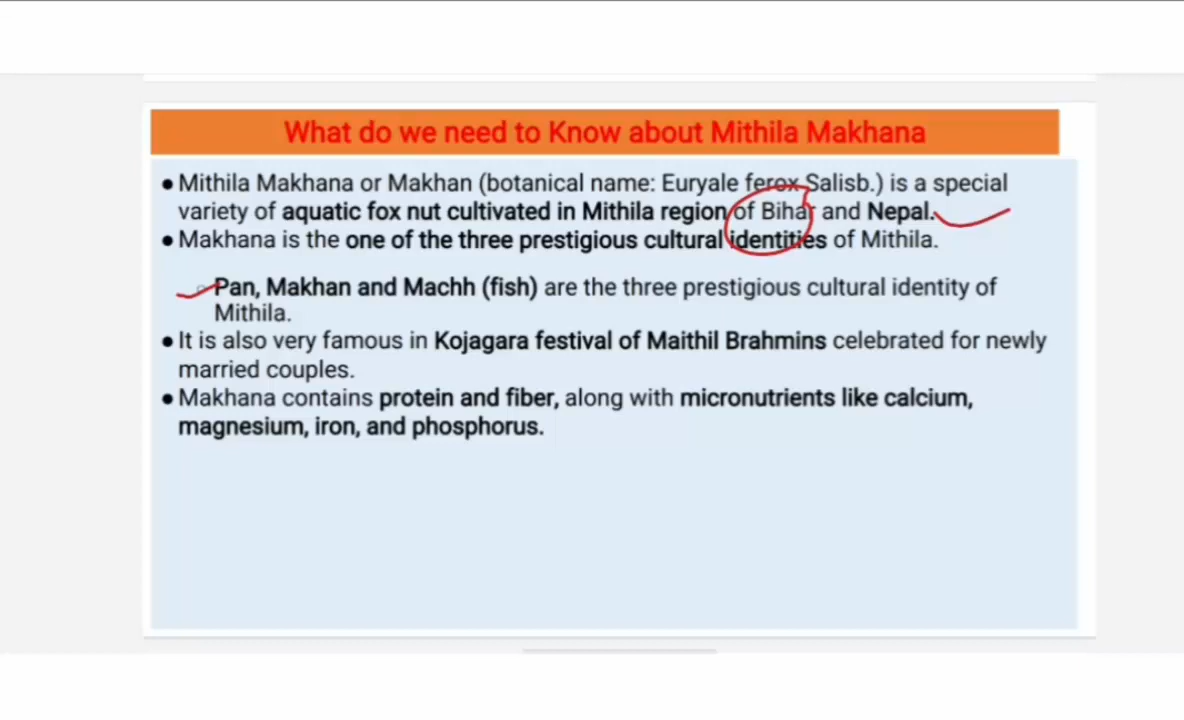 What do we need to Know about Mithila Makhana
● Mithila Makhana or Makhan (botanical name: Euryale ferox Salisb.) is a special
variety of aquatic fox nut cultivated in Mithila region of Bihar and Nepal.
● Makhana is the one of the three prestigious cultural identities of Mithila.
Pan, Makhan and Machh (fish) are the three prestigious cultural identity of
Mithila.
● It is also very famous in Kojagara festival of Maithil Brahmins celebrated for newly
married couples.
● Makhana contains protein and fiber, along with micronutrients like calcium,
magnesium, iron, and phosphorus.